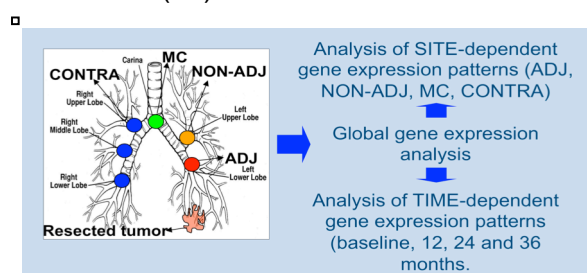 Carina
MC
CONTRA
NON-ADJ
Right
Upper Lobe
Left
Upper Lobe
Right
Middle Lobe
ADJ
Left
Lower Lobe
Right
Lower Lobe
Resected tumor
Analysis of SITE-dependent
gene expression patterns (ADJ,
NON-ADJ, MC, CONTRA)
Global gene expression
analysis
Analysis of TIME-dependent
gene expression patterns
(baseline, 12, 24 and 36
months.